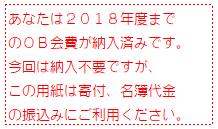 あなたは２０１８年度まで
のＯＢ会費が納入済みです。
今回は納入不要ですが、
この用紙は寄付、名簿代金
の振込みにご利用ください。